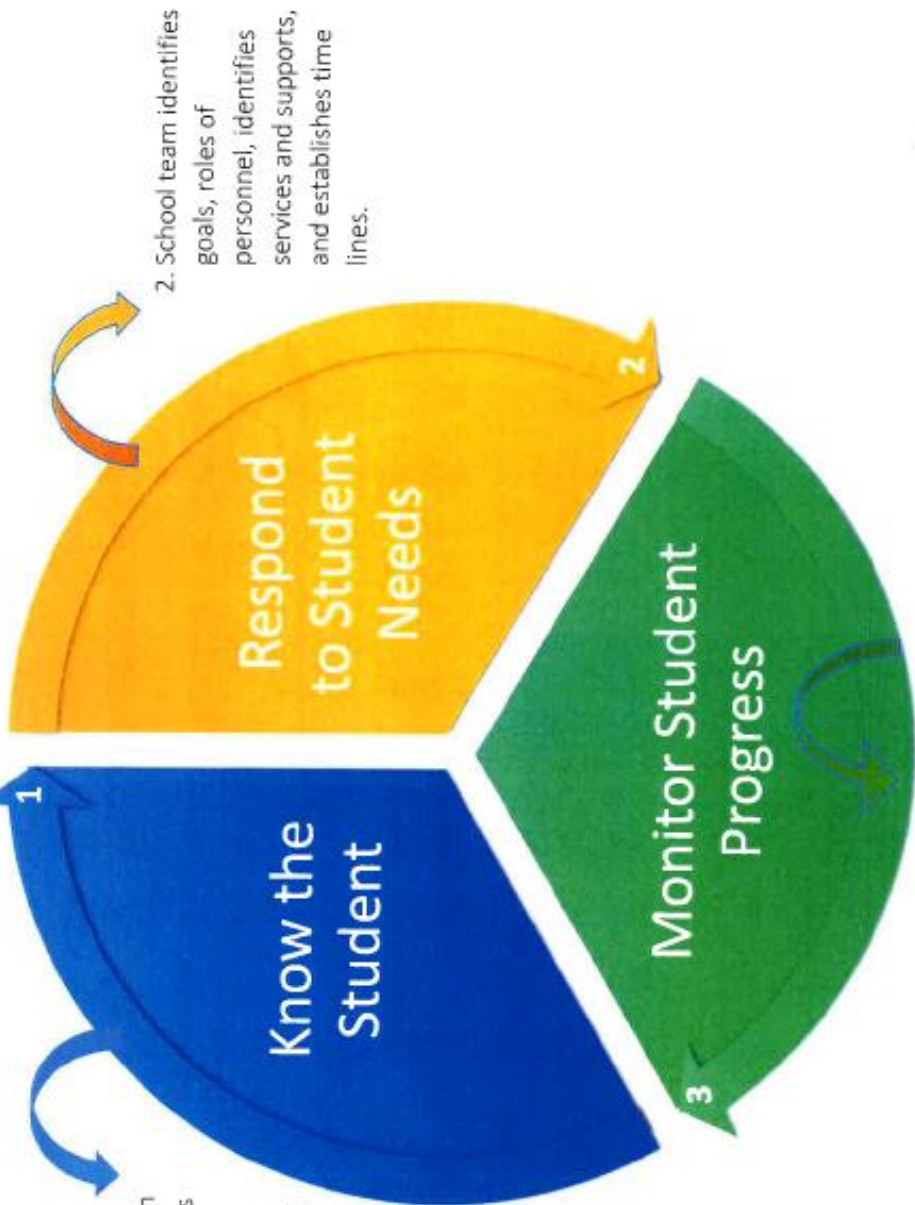 1
Know the
Student
Respond
to Student
Needs
2
2. School team identifies
goals, roles of
personnel, identifies
services and supports,
and establishes time
lines.
Monitor Student
Progress
3